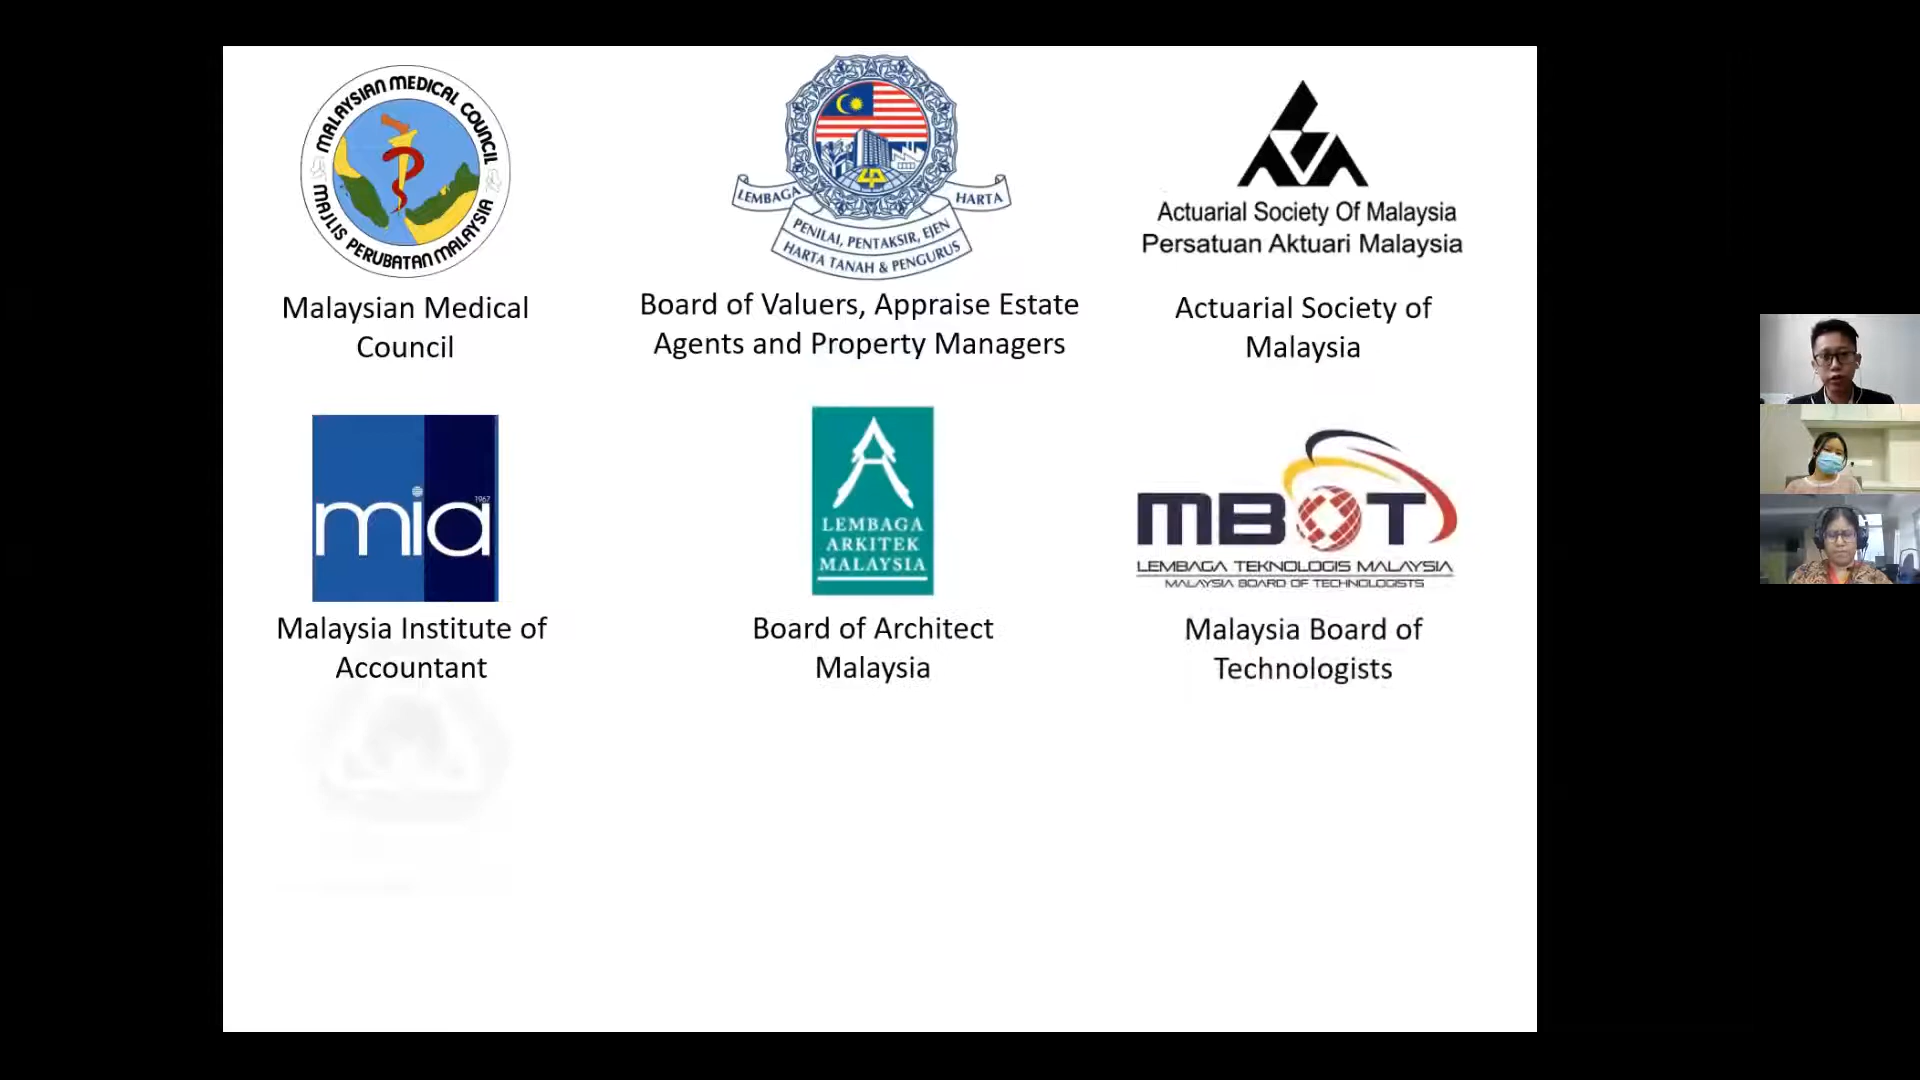 MALAYSIAN MEDICAL COUNCIL
MAJLIS PERUBATAN MALAYSIA
Malaysian Medical
Council
LEMBAGA
HARTA
PENILAI, PENTAKSIR, EJEN
HARTA TANAH & PENGURUS
Board of Valuers, Appraise Estate
Agents and Property Managers
Actuarial Society Of Malaysia
Persatuan Aktuari Malaysia
Actuarial Society of
Malaysia
1967
mia
Malaysia Institute of
Accountant
LEMBAGA
ARKITEK
MALAYSIA
Board of Architect
Malaysia
MBOT
LEMBAGA TEKNOLOGIS MALAYSIA
MALAYSIA BOARD OF TECHNOLOGISTS
Malaysia Board of
Technologists